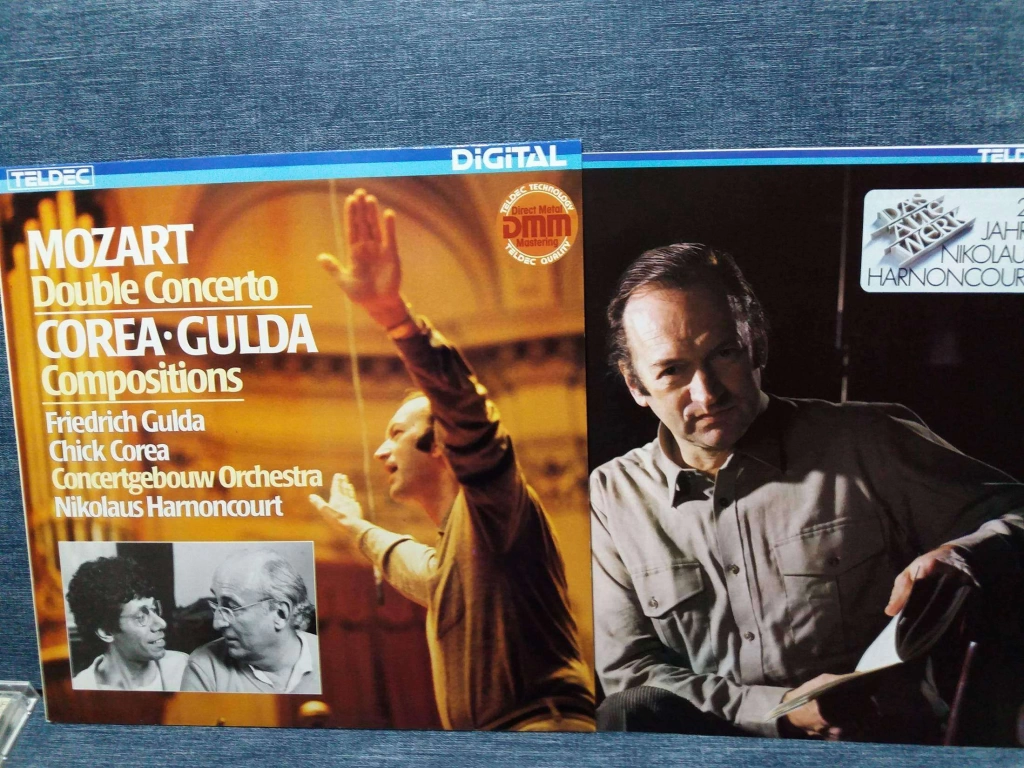 TELDEC
DiGiTAL
TELDEC TECHNOLOGY
Direct Metal
DMM
Mastering
TELDEC QUALITY
MOZART
Double Concerto
COREA·GULDA
Compositions
Friedrich Gulda
Chick Corea
Concertgebouw Orchestra
Nikolaus Harnoncourt
DAS
ALTE
WERK
JAHR
NIKOLAU
HARNONCOUR